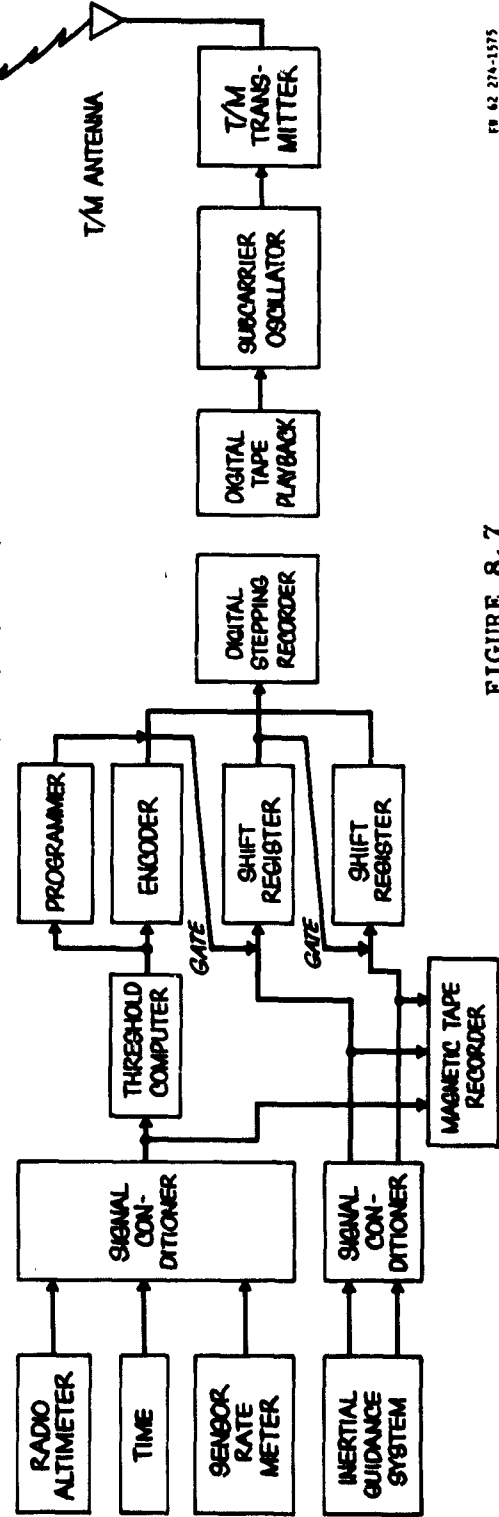 RADIO
ALTIMETER
TIME
SENSOR
RATE
METER
INERTIAL
GUIDANCE
SYSTEM
SIGNAL
CON-
DITIONER
SIGNAL
CON-
DITIONER
THRESHOLD
COMPUTER
MAGNETIC TAPE
RECORDER
PROGRAMMER
ENCODER
GATE
SHIFT
REGISTER
GATE
SHIFT
REGISTER
DIGITAL
STEPPING
RECORDER
DIGITAL
TAPE
PLAYBACK
SUBCARRIER
OSCILLATOR
T/M
TRANS-
MITTER
T/M ANTENNA
FIGURE 8.7
FW 62 274-1575